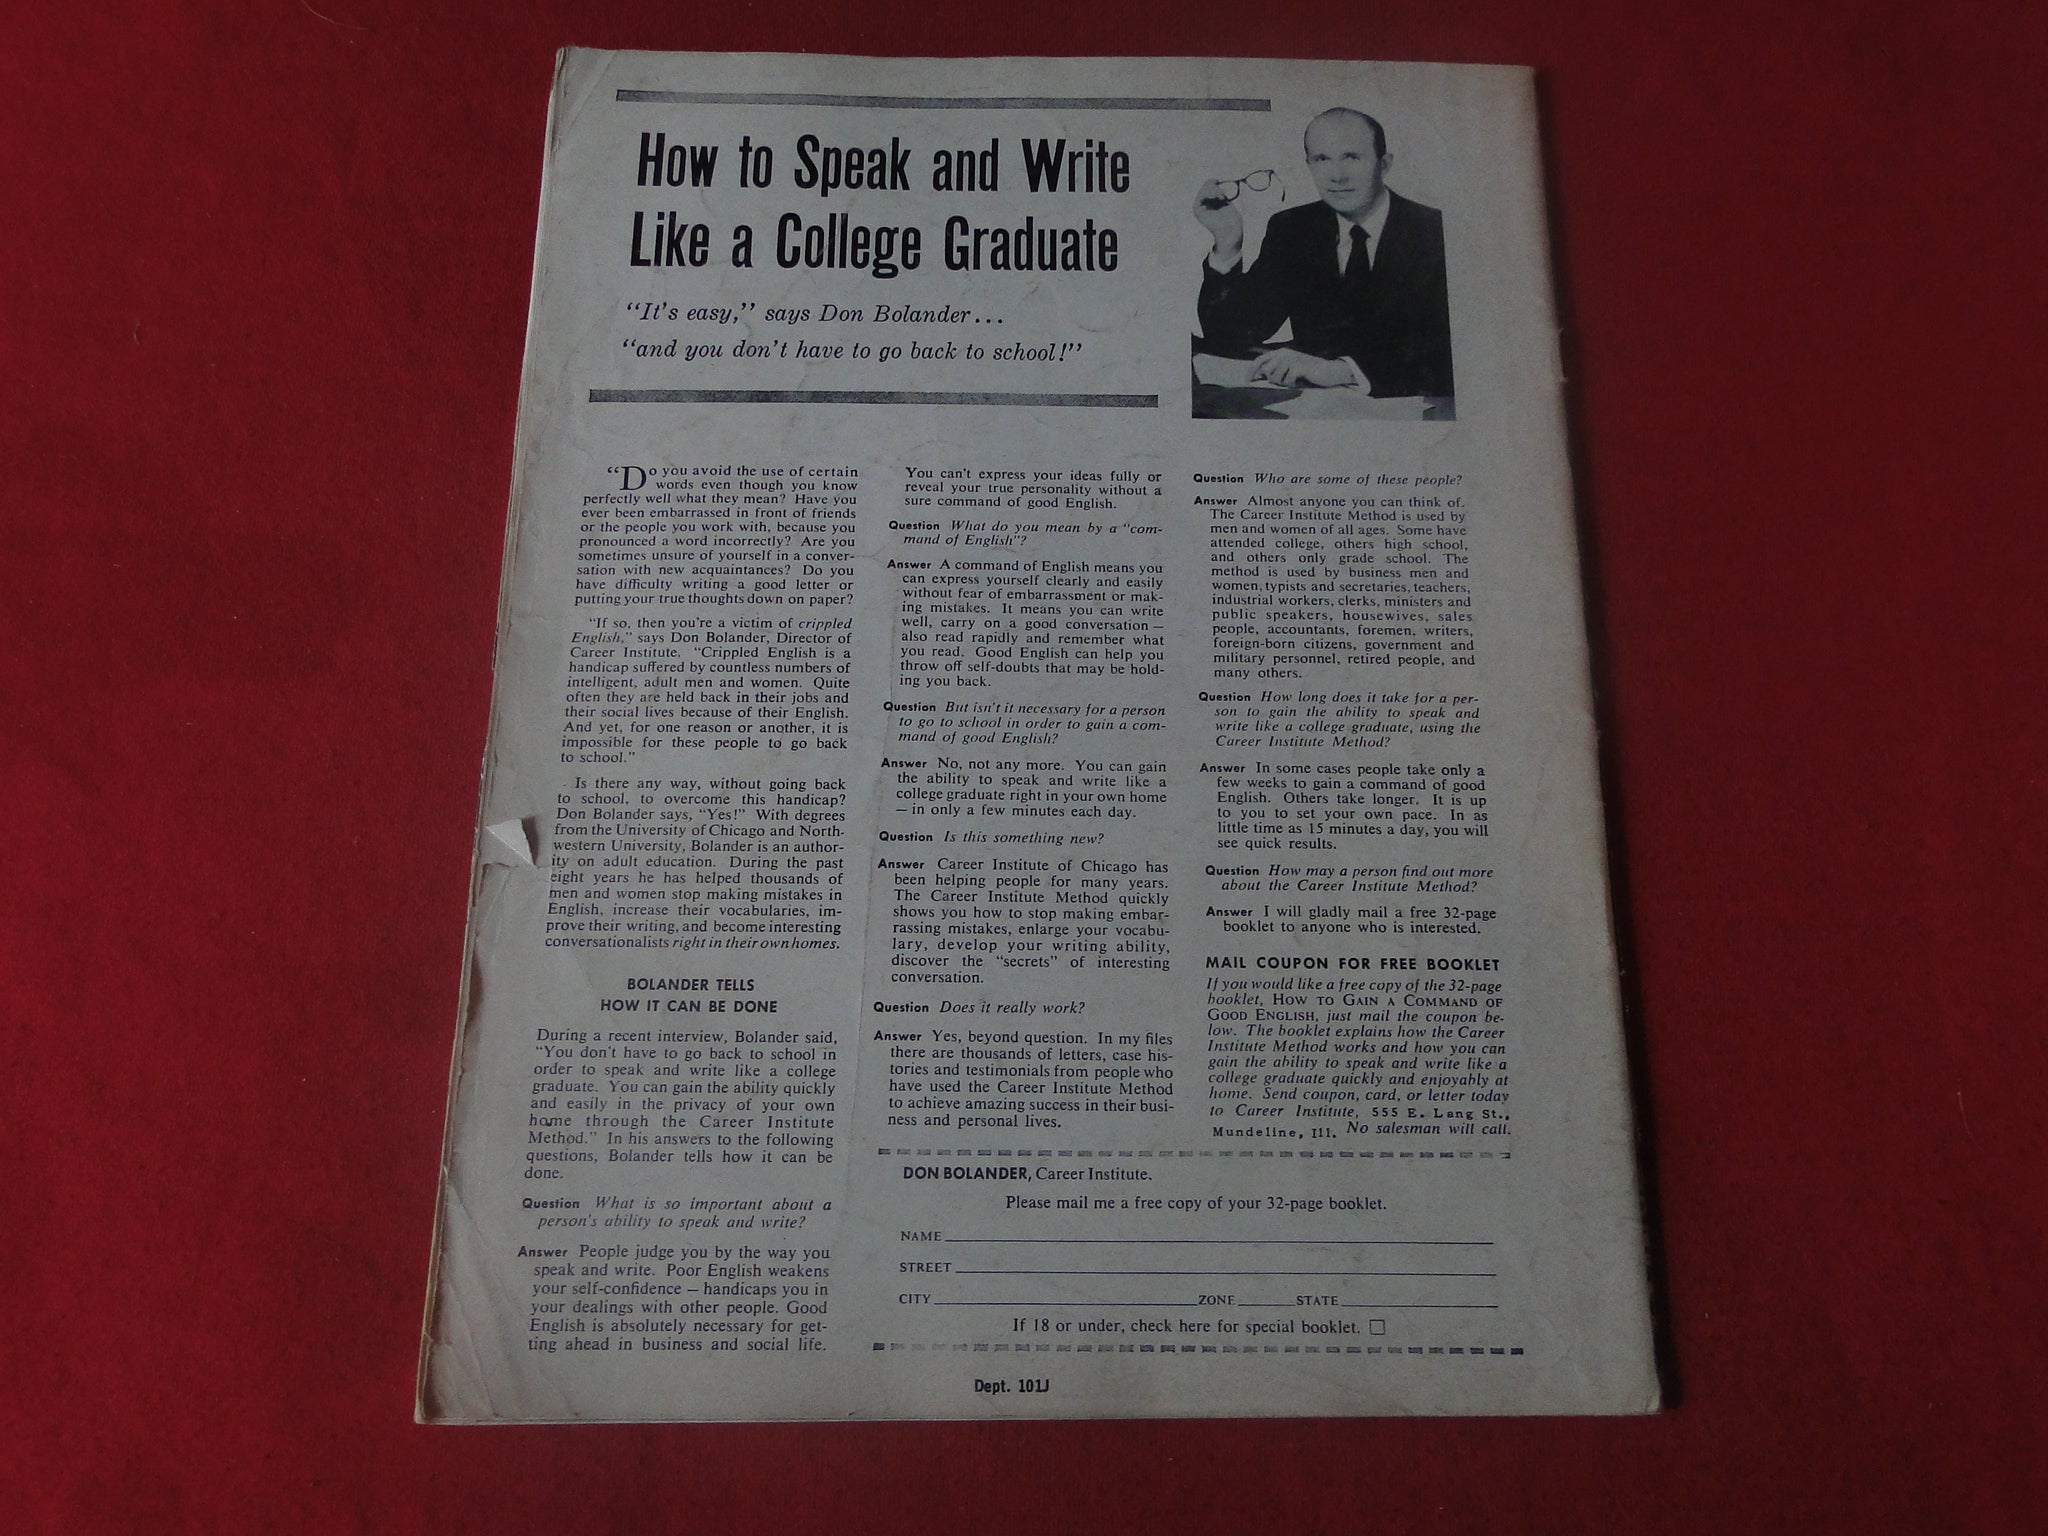 How to Speak and Write
Like a College Graduate
“It's easy,” says Don Bolander...
“and you don't have to go back to school!”
“Do you avoid the use of certain
words even though you know
perfectly well what they mean? Have you
ever been embarrassed in front of friends
or the people you work with, because you
pronounced a word incorrectly? Are you
sometimes unsure of yourself in a conver-
sation with new acquaintances? Do you
have difficulty writing a good letter or
putting your true thoughts down on paper?
“If so, then you're a victim of crippled
English,” says Don Bolander, Director of
Career Institute. “Crippled English is a
handicap suffered by countless numbers of
intelligent, adult men and women. Quite
often they are held back in their jobs and
their social lives because of their English.
And yet, for one reason or another, it is
impossible for these people to go back
to school.”
Is there any way, without going back
to school, to overcome this handicap?
Don Bolander says, “Yes!” With degrees
from the University of Chicago and North-
western University, Bolander is an author-
ity on adult education. During the past
eight years he has helped thousands of
men and women stop making mistakes in
English, increase their vocabularies, im-
prove their writing, and become interesting
conversationalists right in their own homes.
BOLANDER TELLS
HOW IT CAN BE DONE
During a recent interview, Bolander said,
“You don't have to go back to school in
order to speak and write like a college
graduate. You can gain the ability quickly
and easily in the privacy of your own
home through the Career Institute
Method.” In his answers to the following
questions, Bolander tells how it can be
done.
Question What is so important about a
person's ability to speak and write?
Answer People judge you by the way you
speak and write. Poor English weakens
your self-confidence — handicaps you in
your dealings with other people. Good
English is absolutely necessary for get-
ting ahead in business and social life.
You can't express your ideas fully or
reveal your true personality without a
sure command of good English.
Question What do you mean by a “com-
mand of English”?
Answer A command of English means you
can express yourself clearly and easily
without fear of embarrassment or mak-
ing mistakes. It means you can write
well, carry on a good conversation —
also read rapidly and remember what
you read. Good English can help you
throw off self-doubts that may be hold-
ing you back.
Question But isn't it necessary for a person
to go to school in order to gain a com-
mand of good English?
Answer No, not any more. You can gain
the ability to speak and write like a
college graduate right in your own home
— in only a few minutes each day.
Question Is this something new?
Answer Career Institute of Chicago has
been helping people for many years.
The Career Institute Method quickly
shows you how to stop making embar-
rassing mistakes, enlarge your vocabu-
lary, develop your writing ability,
discover the “secrets” of interesting
conversation.
Question Does it really work?
Answer Yes, beyond question. In my files
there are thousands of letters, case his-
tories and testimonials from people who
have used the Career Institute Method
to achieve amazing success in their busi-
ness and personal lives.
Question Who are some of these people?
Answer Almost anyone you can think of.
The Career Institute Method is used by
men and women of all ages. Some have
attended college, others high school,
and others only grade school. The
method is used by business men and
women, typists and secretaries, teachers,
industrial workers, clerks, ministers and
public speakers, housewives, sales
people, accountants, foremen, writers,
foreign-born citizens, government and
military personnel, retired people, and
many others.
Question How long does it take for a per-
son to gain the ability to speak and
write like a college graduate, using the
Career Institute Method?
Answer In some cases people take only a
few weeks to gain a command of good
English. Others take longer. It is up
to you to set your own pace. In as
little time as 15 minutes a day, you will
see quick results.
Question How may a person find out more
about the Career Institute Method?
Answer I will gladly mail a free 32-page
booklet to anyone who is interested.
MAIL COUPON FOR FREE BOOKLET
If you would like a free copy of the 32-page
booklet, HOW TO GAIN A COMMAND OF
GOOD ENGLISH, just mail the coupon be-
low. The booklet explains how the Career
Institute Method works and how you can
gain the ability to speak and write like a
college graduate quickly and enjoyably at
home. Send coupon, card, or letter today
to Career Institute, 555 E. Lang St.,
Mundeline, Ill. No salesman will call.
DON BOLANDER, Career Institute.
Please mail me a free copy of your 32-page booklet.
NAME
STREET
CITY ZONE STATE
If 18 or under, check here for special booklet.
Dept. 101J